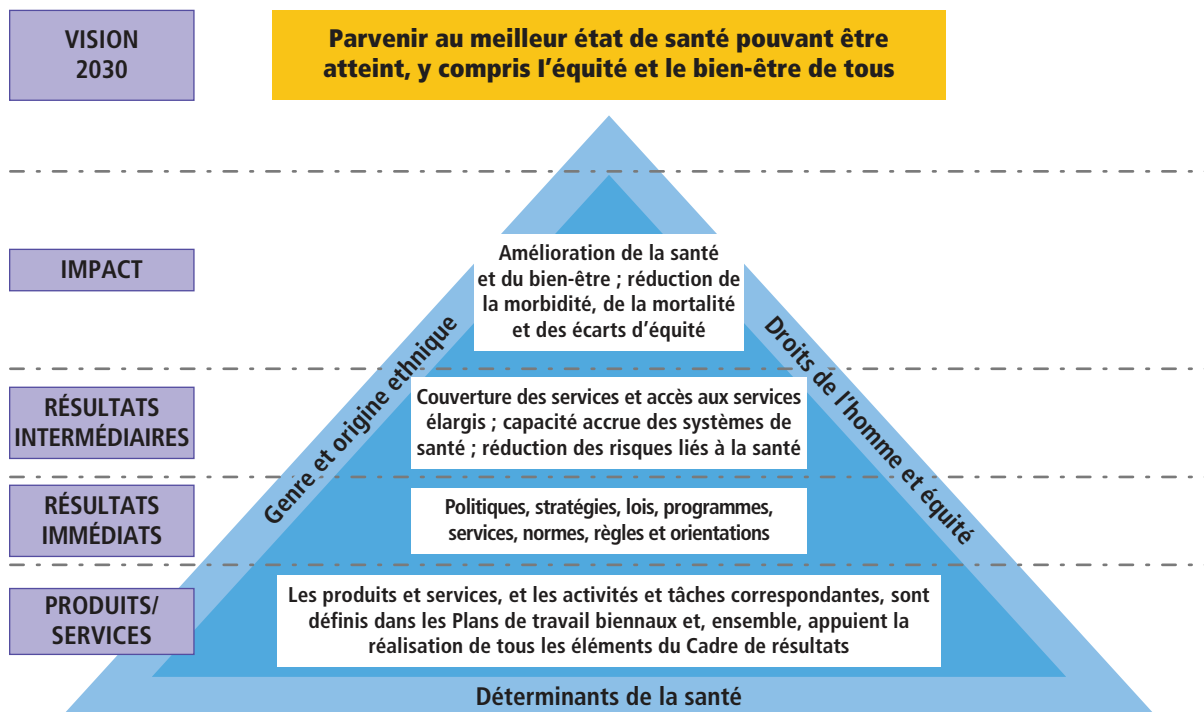 VISION
2030
Parvenir au meilleur état de santé pouvant être
atteint, y compris l’équité et le bien-être de tous
IMPACT
Amélioration de la santé
et du bien-être ; réduction de
la morbidité, de la mortalité
et des écarts d’équité
Genre et origine ethnique
Droits de l’homme et équité
RÉSULTATS
INTERMÉDIAIRES
Couverture des services et accès aux services
élargis ; capacité accrue des systèmes de
santé ; réduction des risques liés à la santé
RÉSULTATS
IMMÉDIATS
Politiques, stratégies, lois, programmes,
services, normes, règles et orientations
PRODUITS/
SERVICES
Les produits et services, et les activités et tâches correspondantes, sont
définis dans les Plans de travail biennaux et, ensemble, appuient la
réalisation de tous les éléments du Cadre de résultats
Déterminants de la santé